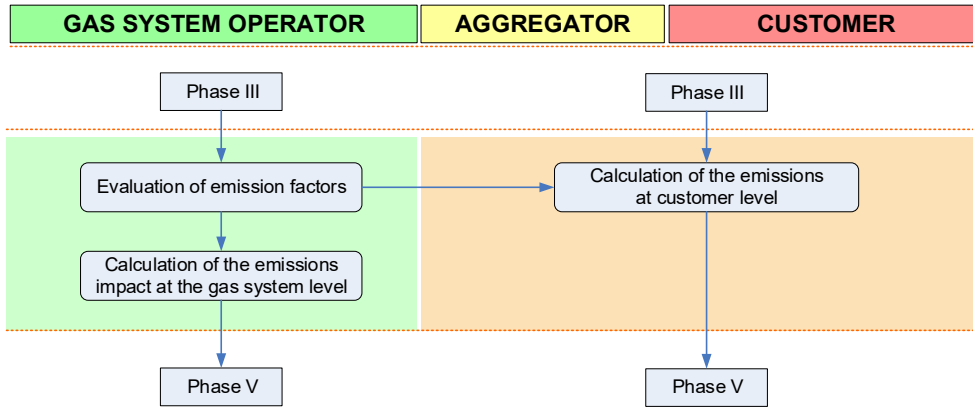 GAS SYSTEM OPERATOR
AGGREGATOR
CUSTOMER
Phase III
Phase III
Evaluation of emission factors
Calculation of the emissions
at customer level
Calculation of the emissions
impact at the gas system level
Phase V
Phase V